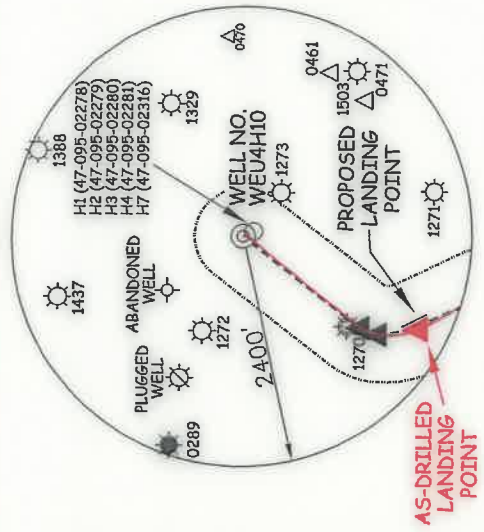 1388
H1 (47-095-02278)
H2 (47-095-02279)
H3 (47-095-02280)
H4 (47-095-02281)
H7 (47-095-02316)
1329
0470
0461
1503
0471
1437
ABANDONED
WELL
PLUGGED
WELL
0289
1272
WELL NO.
WEU4H10
1273
2400'
1270
PROPOSED
LANDING
POINT
1271
AS-DRILLED
LANDING
POINT